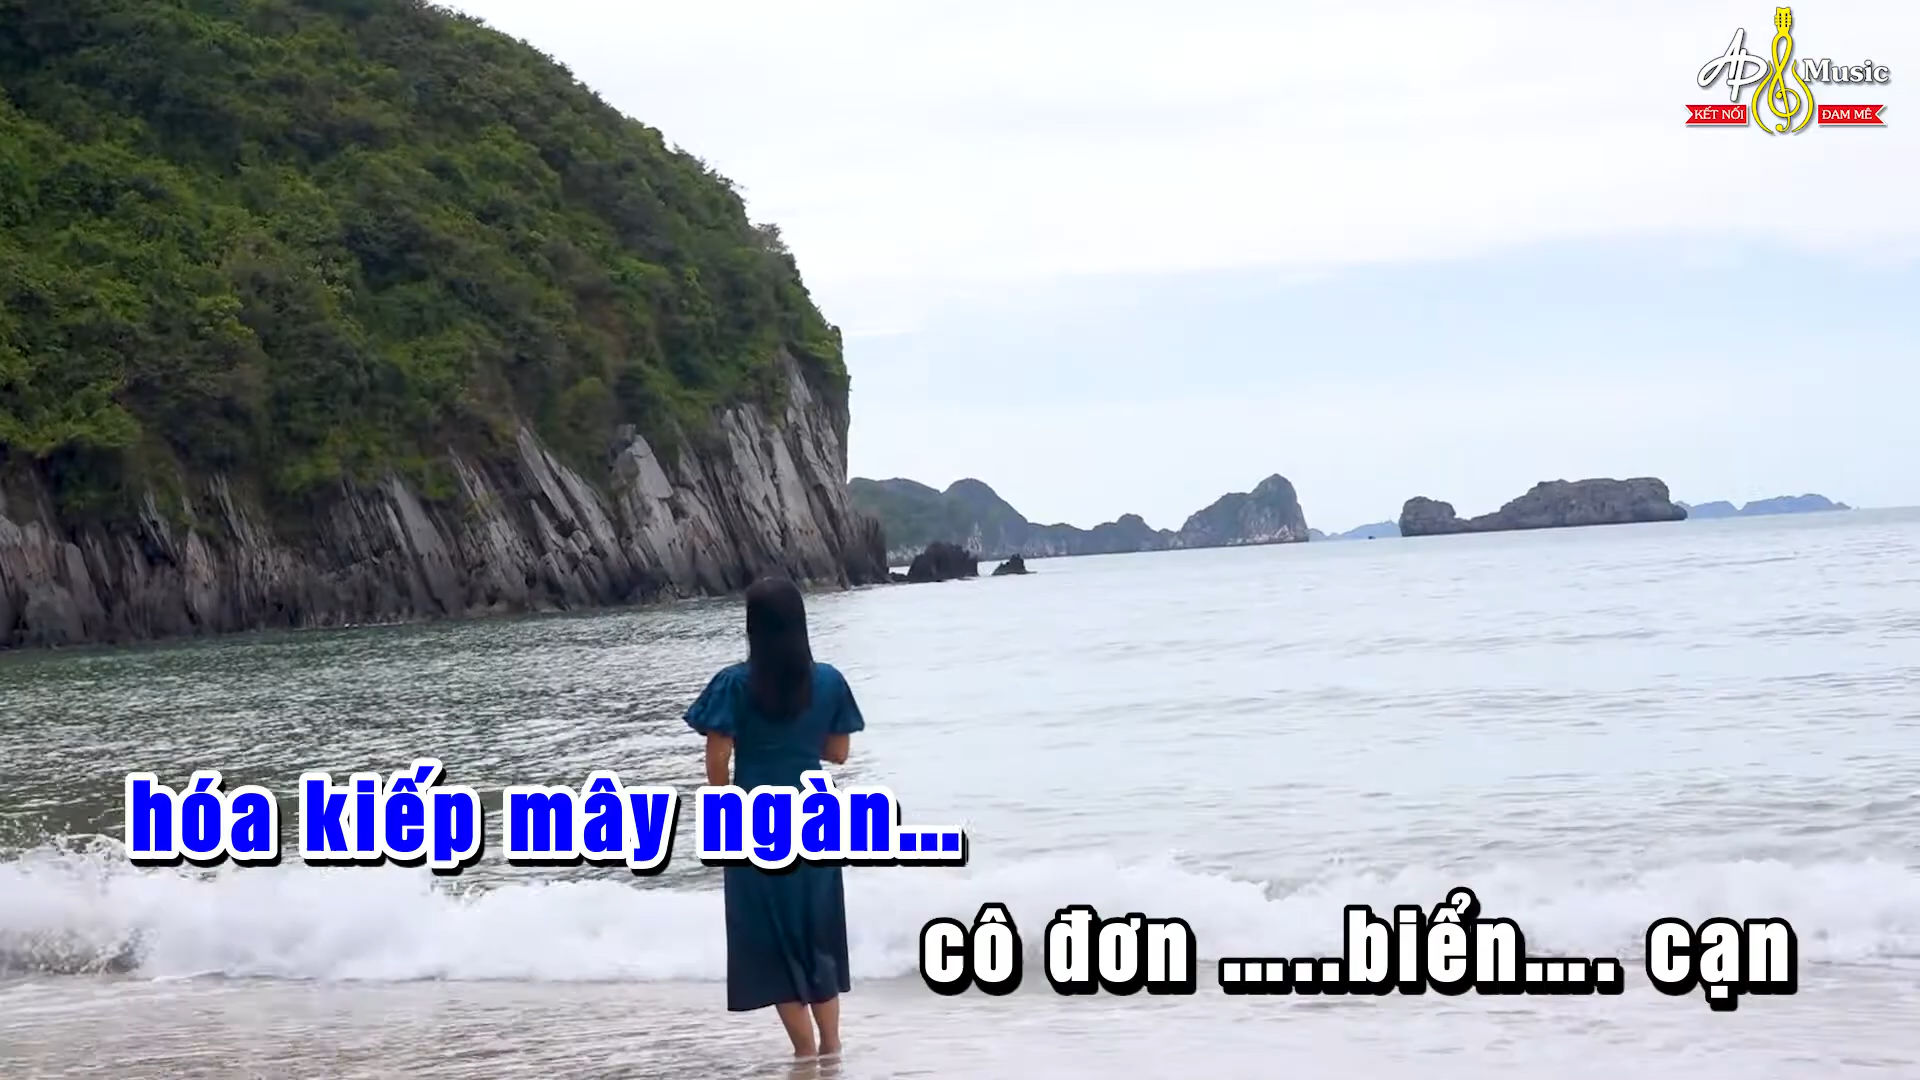 AP Music
KẾT NỐI ĐAM MÊ
hóa kiếp mây ngàn...
cô đơn .....biển.... cạn